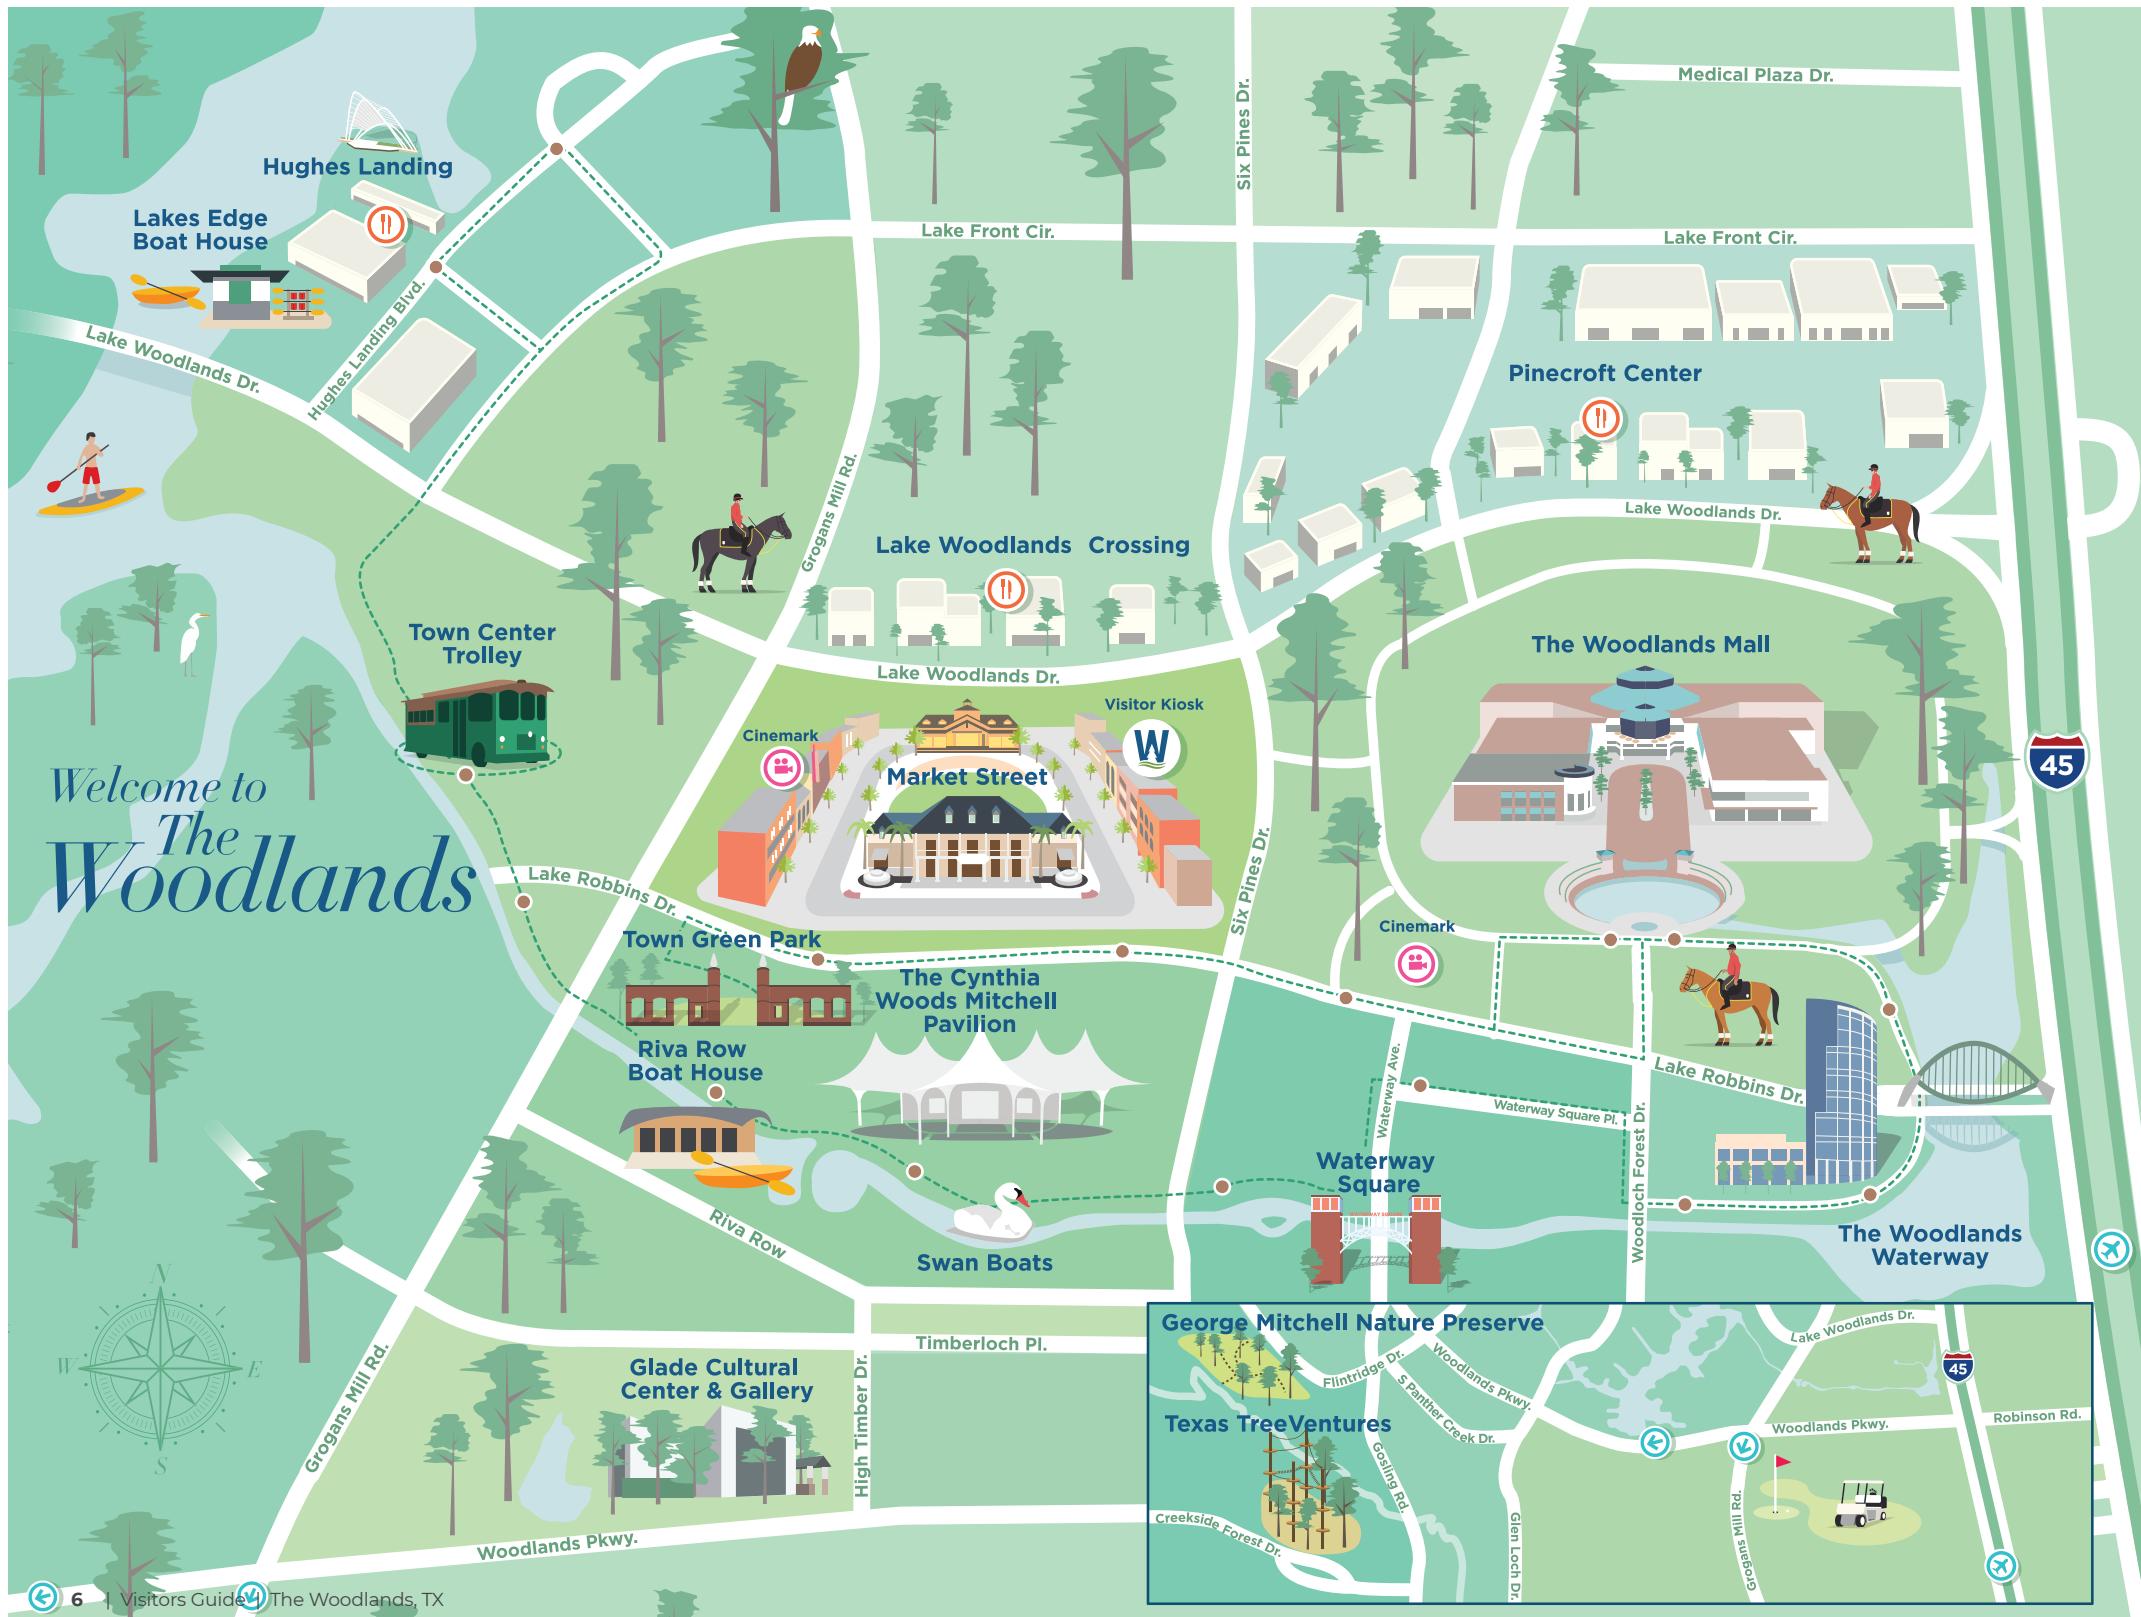 Medical Plaza Dr.
Six Pines Dr.
Hughes Landing
Lakes Edge
Boat House
Lake Front Cir.
Lake Front Cir.
Hughes Landing Blvd.
Lake Woodlands Dr.
Pinecroft Center
Grogans Mill Rd.
Lake Woodlands Dr.
Lake Woodlands Crossing
Town Center
Trolley
The Woodlands Mall
Lake Woodlands Dr.
Visitor Kiosk
W
Cinemark
Market Street
45
Welcome to
The
Woodlands
Lake Robbins Dr.
Six Pines Dr.
Cinemark
Town Green Park
The Cynthia
Woods Mitchell
Pavilion
Riva Row
Boat House
Waterway Ave.
Lake Robbins Dr.
Waterway Square Pl.
Woodloch Forest Dr.
Waterway
Square
WATERWAY SQUARE
Riva Row
Swan Boats
The Woodlands
Waterway
N
W
E
S
Grogans Mill Rd.
Timberloch Pl.
High Timber Dr.
Glade Cultural
Center & Gallery
Woodlands Pkwy.
George Mitchell Nature Preserve
Flintridge Dr.
Woodlands Pkwy.
S Panther Creek Dr.
Lake Woodlands Dr.
45
Texas TreeVentures
Gosling Rd.
Woodlands Pkwy.
Robinson Rd.
Creekside Forest Dr.
Glen Loch Dr.
Grogans Mill Rd.
6 | Visitors Guide | The Woodlands, TX